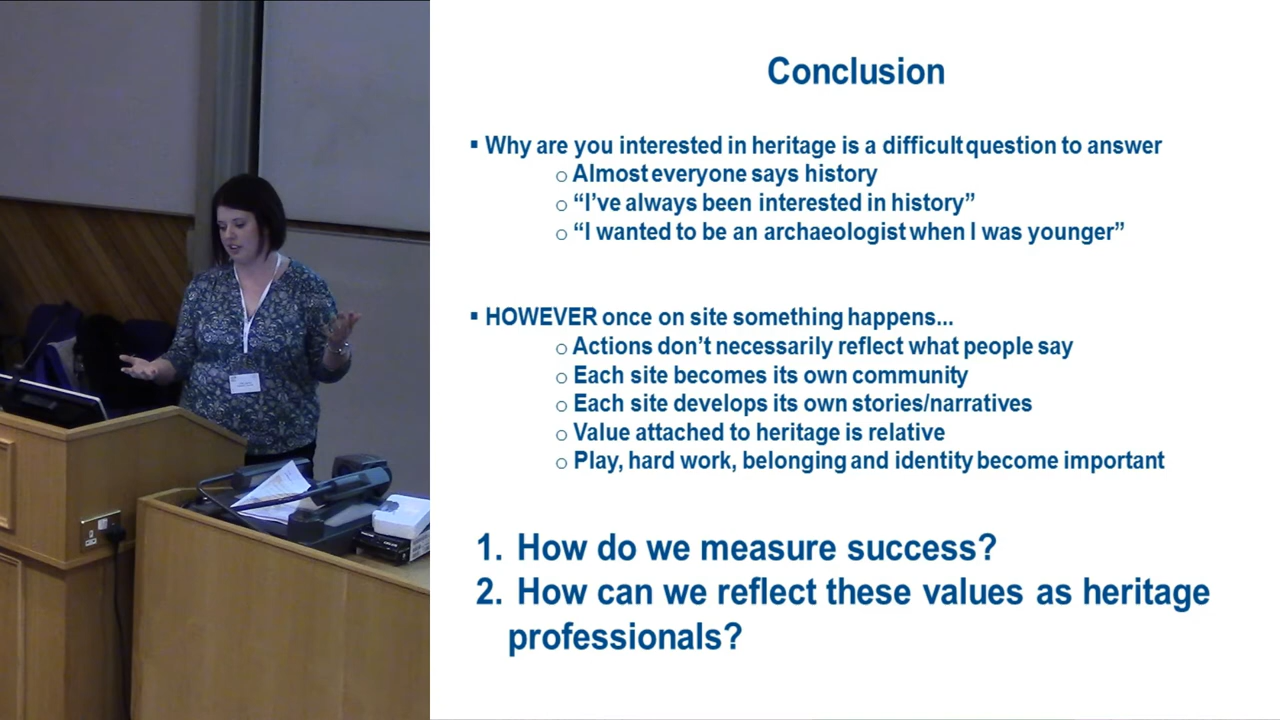 Conclusion
▪ Why are you interested in heritage is a difficult question to answer
○ Almost everyone says history
○ “I’ve always been interested in history”
○ “I wanted to be an archaeologist when I was younger”
▪ HOWEVER once on site something happens...
○ Actions don’t necessarily reflect what people say
○ Each site becomes its own community
○ Each site develops its own stories/narratives
○ Value attached to heritage is relative
○ Play, hard work, belonging and identity become important
1. How do we measure success?
2. How can we reflect these values as heritage
professionals?